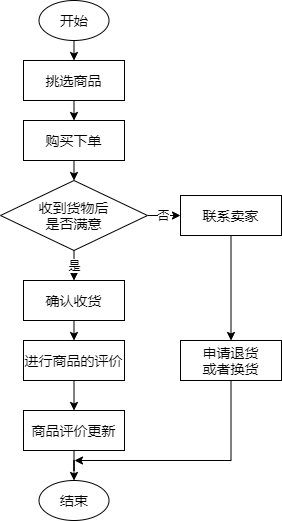 开始
挑选商品
购买下单
收到货物后
是否满意
否
联系卖家
是
确认收货
进行商品的评价
申请退货
或者换货
商品评价更新
结束